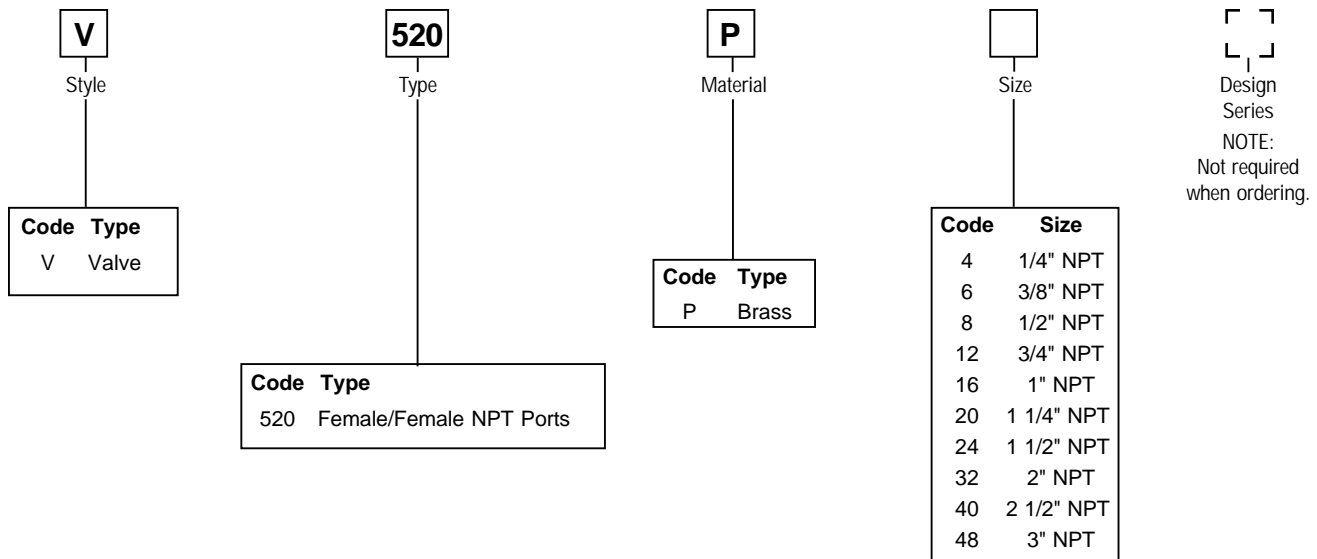 V
Style
520
Type
P
Material
Size
Design
Series
NOTE:
Not required
when ordering.
Code Type
V Valve
Code Type
520 Female/Female NPT Ports
Code Type
P Brass
Code Size
4 1/4" NPT
6 3/8" NPT
8 1/2" NPT
12 3/4" NPT
16 1" NPT
20 1 1/4" NPT
24 1 1/2" NPT
32 2" NPT
40 2 1/2" NPT
48 3" NPT